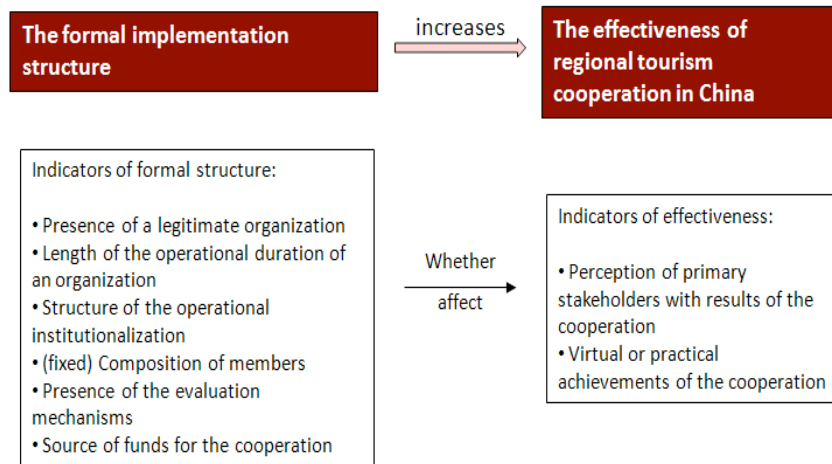 The formal implementation
structure
increases
The effectiveness of
regional tourism
cooperation in China
Indicators of formal structure:
• Presence of a legitimate organization
• Length of the operational duration of
an organization
• Structure of the operational
institutionalization
• (fixed) Composition of members
• Presence of the evaluation
mechanisms
• Source of funds for the cooperation
Whether
affect
Indicators of effectiveness:
• Perception of primary
stakeholders with results of the
cooperation
• Virtual or practical
achievements of the cooperation